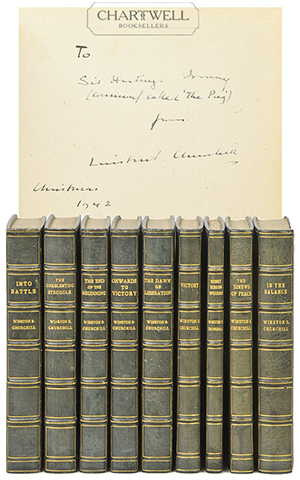 CHARTWELL
BOOKSELLERS
To
Sir Hastings Ismay
called "The Pug")
from
Winston S. Churchill
Christmas
1942
INTO
BATTLE
WINSTON S
CHURCHILL
THE
UNRELENTING
STRUGGLE
WINSTON S
CHURCHILL
THE END
OF THE
BEGINNING
WINSTON S
CHURCHILL
ONWARDS
TO
VICTORY
WINSTON S
CHURCHILL
THE DAWN
OF
LIBERATION
WINSTON S
CHURCHILL
VICTORY
WINSTON S
CHURCHILL
SECRET
SESSION
SPEECHES
WINSTON S
CHURCHILL
THE
SINEWS
OF PEACE
WINSTON S
CHURCHILL
IN THE
BALANCE
WINSTON S.
CHURCHILL